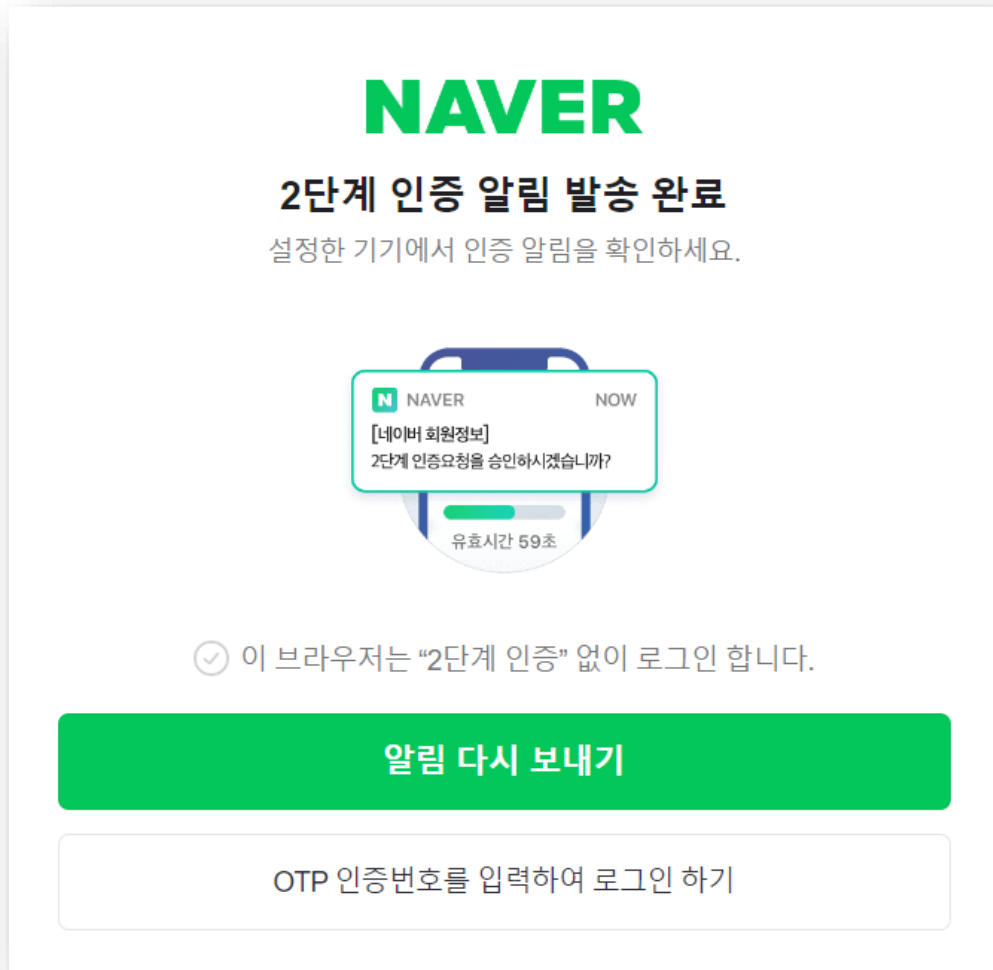 NAVER
2단계 인증 알림 발송 완료
설정한 기기에서 인증 알림을 확인하세요.
N NAVER NOW
[네이버 회원정보]
2단계 인증요청을 승인하시겠습니까?
유효시간 59초
이 브라우저는 “2단계 인증” 없이 로그인 합니다.
알림 다시 보내기
OTP 인증번호를 입력하여 로그인 하기